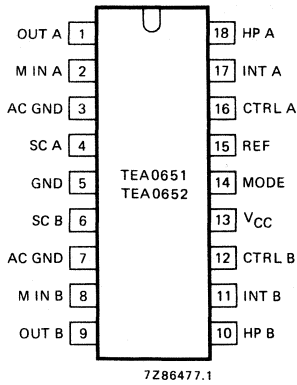 OUT A 1 18 HP A
M IN A 2 17 INT A
AC GND 3 16 CTRL A
SC A 4 15 REF
TEA0651
TEA0652
GND 5 14 MODE
SC B 6 13 VCC
AC GND 7 12 CTRL B
M IN B 8 11 INT B
OUT B 9 10 HP B
7Z86477.1